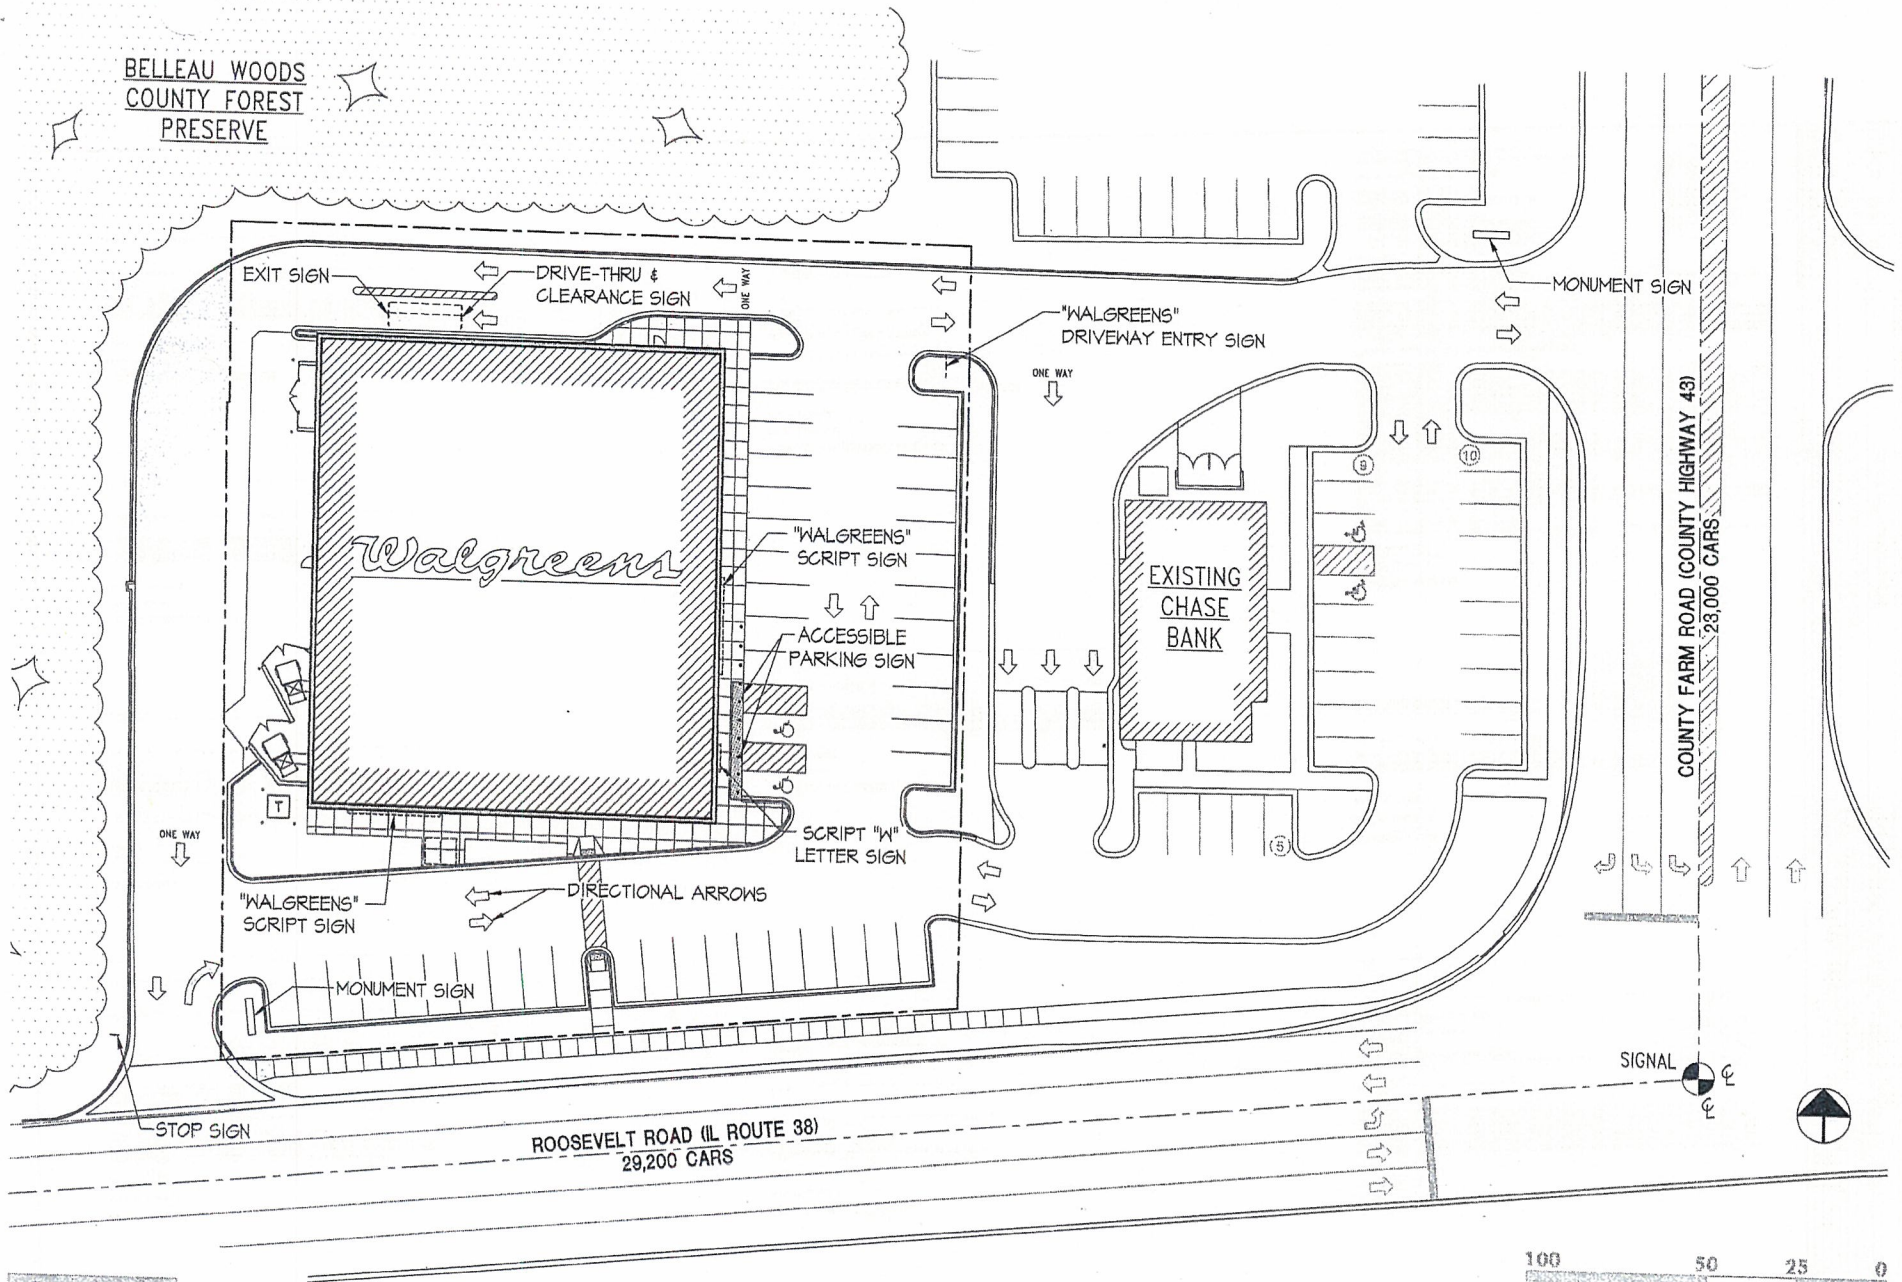 BELLEAU WOODS
COUNTY FOREST
PRESERVE
EXIT SIGN
DRIVE-THRU &
CLEARANCE SIGN
ONE WAY
MONUMENT SIGN
"WALGREENS"
DRIVEWAY ENTRY SIGN
ONE WAY
9
10
Walgreens
"WALGREENS"
SCRIPT SIGN
EXISTING
CHASE
BANK
ACCESSIBLE
PARKING SIGN
COUNTY FARM ROAD (COUNTY HIGHWAY 43)
23,000 CARS
T
ONE WAY
SCRIPT "W"
LETTER SIGN
5
"WALGREENS"
SCRIPT SIGN
DIRECTIONAL ARROWS
MONUMENT SIGN
SIGNAL
℄
℄
STOP SIGN
ROOSEVELT ROAD (IL ROUTE 38)
29,200 CARS
100 50 25 0